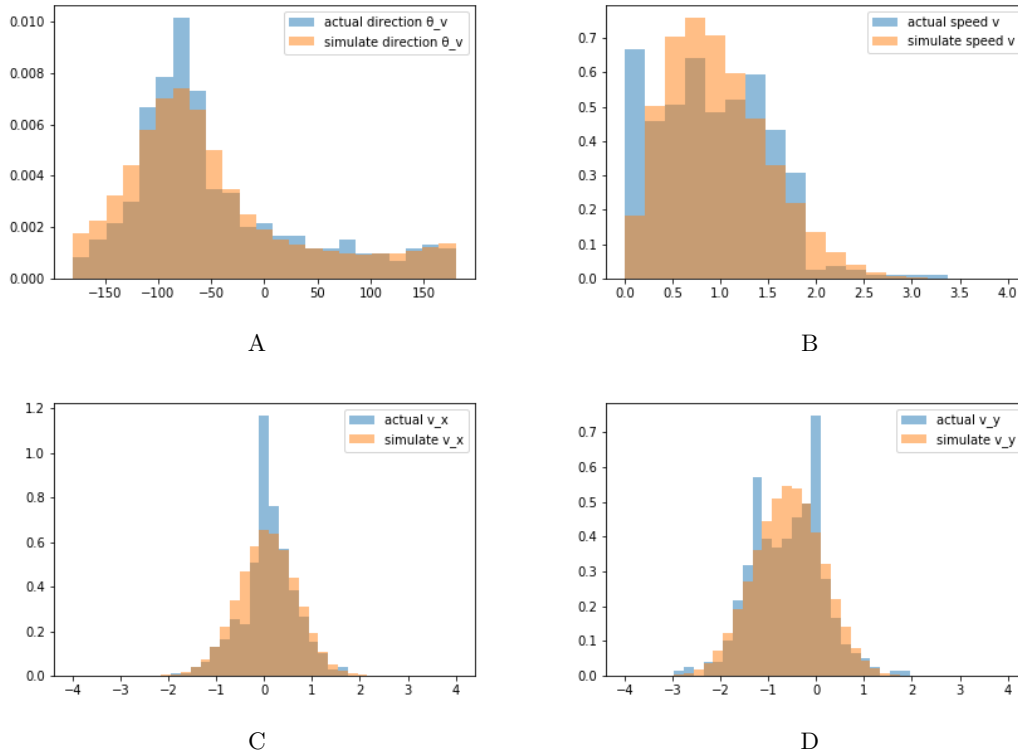 0.010
0.008
0.006
0.004
0.002
0.000
actual direction θ_v
simulate direction θ_v
−150 −100 −50 0 50 100 150
A
0.7
0.6
0.5
0.4
0.3
0.2
0.1
0.0
actual speed v
simulate speed v
0.0 0.5 1.0 1.5 2.0 2.5 3.0 3.5 4.0
B
1.2
1.0
0.8
0.6
0.4
0.2
0.0
actual v_x
simulate v_x
−4 −3 −2 −1 0 1 2 3 4
C
0.7
0.6
0.5
0.4
0.3
0.2
0.1
0.0
actual v_y
simulate v_y
−4 −3 −2 −1 0 1 2 3 4
D